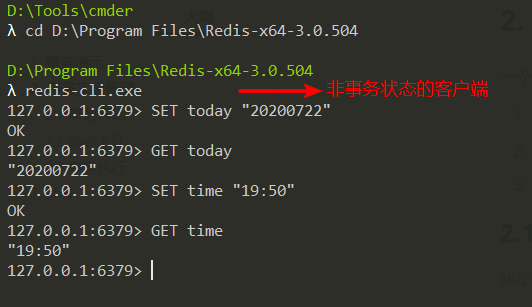 D:\Tools\cmder
λ cd D:\Program Files\Redis-x64-3.0.504
D:\Program Files\Redis-x64-3.0.504
λ redis-cli.exe 非事务状态的客户端
127.0.0.1:6379> SET today "20200722"
OK
127.0.0.1:6379> GET today
"20200722"
127.0.0.1:6379> SET time "19:50"
OK
127.0.0.1:6379> GET time
"19:50"
127.0.0.1:6379>